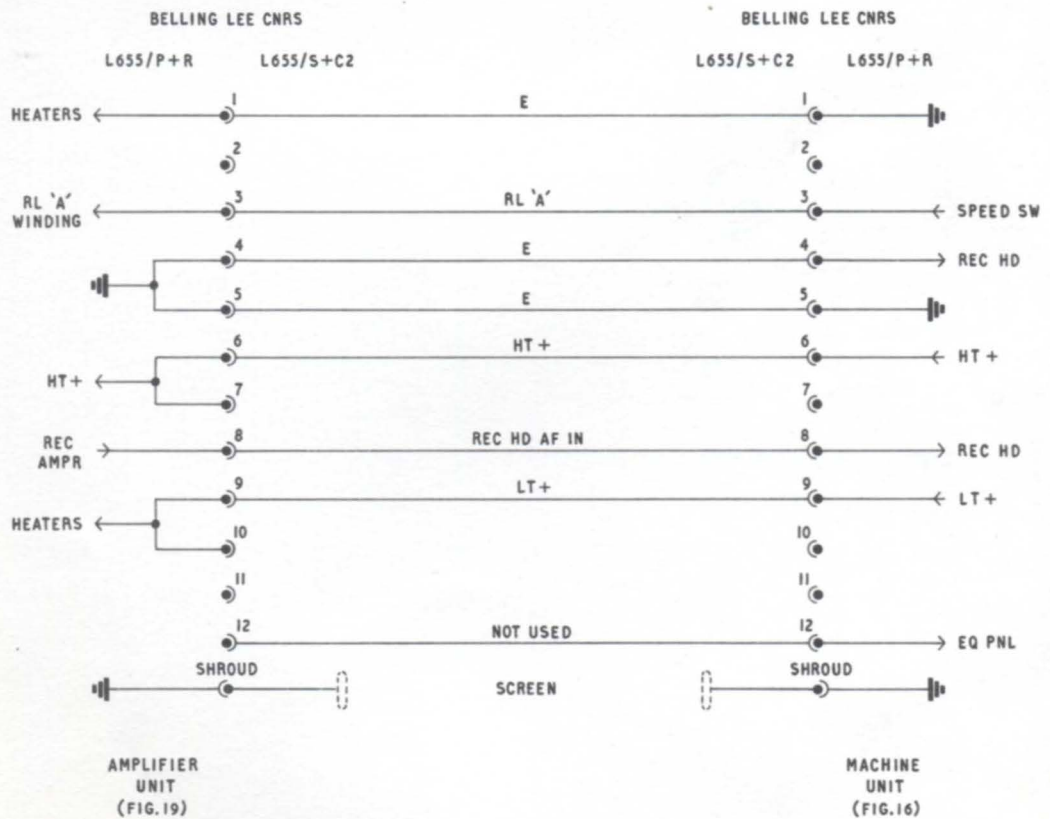 BELLING LEE CNRS BELLING LEE CNRS
L655/P+R L655/S+C2 L655/S+C2 L655/P+R
HEATERS 1 E 1
2 2
RL 'A' WINDING 3 RL 'A' 3 SPEED SW
4 E 4 REC HD
5 E 5
6 HT+ 6 HT+
HT+
7 7
REC AMPR 8 REC HD AF IN 8 REC HD
9 LT+ 9 LT+
HEATERS
10 10
11 11
12 NOT USED 12 EQ PNL
SHROUD SCREEN SHROUD
AMPLIFIER UNIT (FIG.19)
MACHINE UNIT (FIG.16)